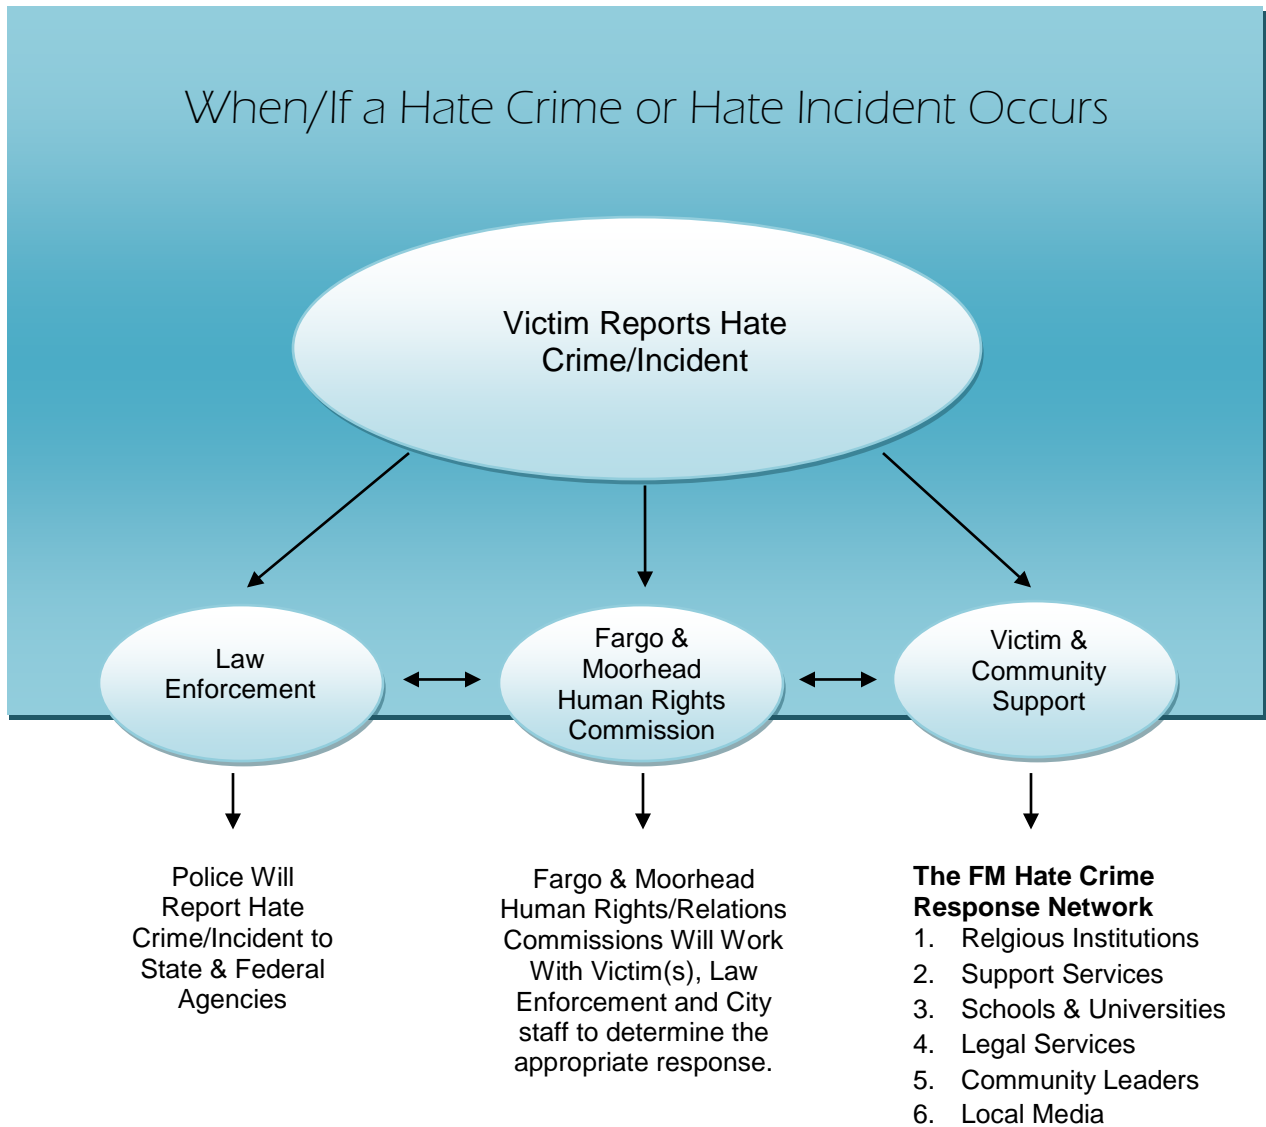 When/If a Hate Crime or Hate Incident Occurs
Victim Reports Hate
Crime/Incident
Law
Enforcement
Fargo &
Moorhead
Human Rights
Commission
Victim &
Community
Support
Police Will
Report Hate
Crime/Incident to
State & Federal
Agencies
Fargo & Moorhead
Human Rights/Relations
Commissions Will Work
With Victim(s), Law
Enforcement and City
staff to determine the
appropriate response.
The FM Hate Crime
Response Network
1. Relgious Institutions
2. Support Services
3. Schools & Universities
4. Legal Services
5. Community Leaders
6. Local Media